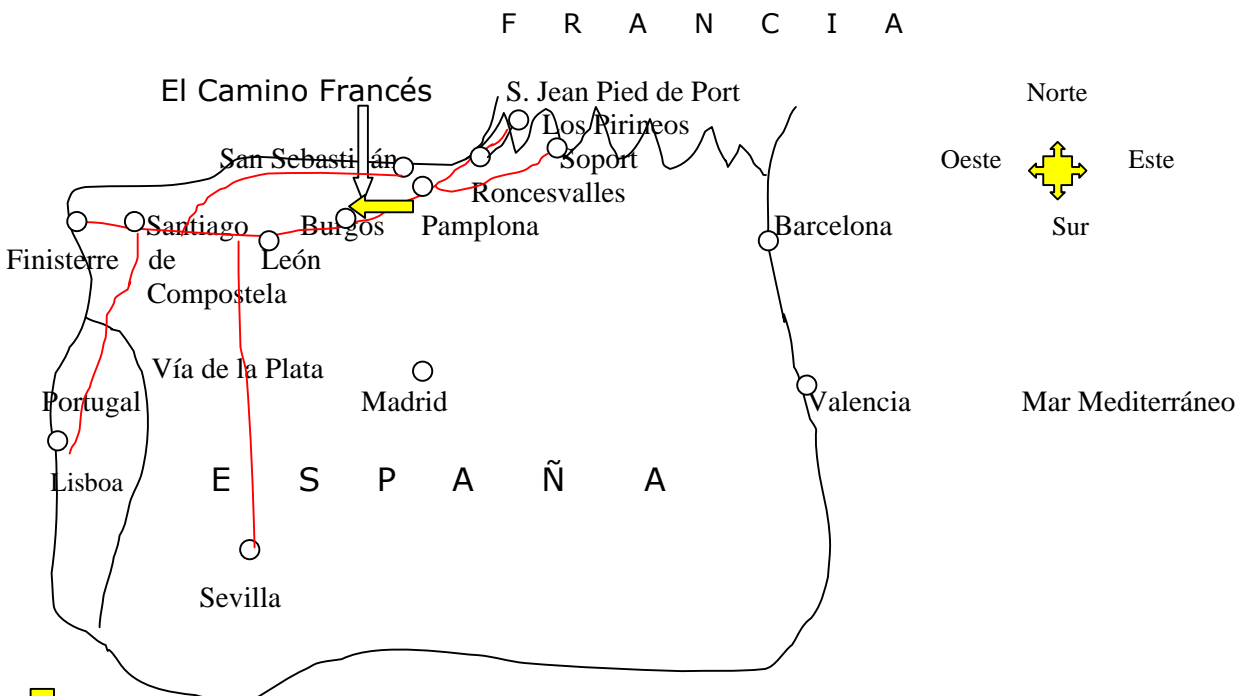 F R A N C I A
El Camino Francés
S. Jean Pied de Port
Norte
Los Pirineos
San Sebastián
Soport
Oeste
Este
Roncesvalles
Santiago
Burgos
Pamplona
Barcelona
Sur
Finisterre
de
León
Compostela
Vía de la Plata
Portugal
Madrid
Valencia
Mar Mediterráneo
Lisboa
E S P A Ñ A
Sevilla